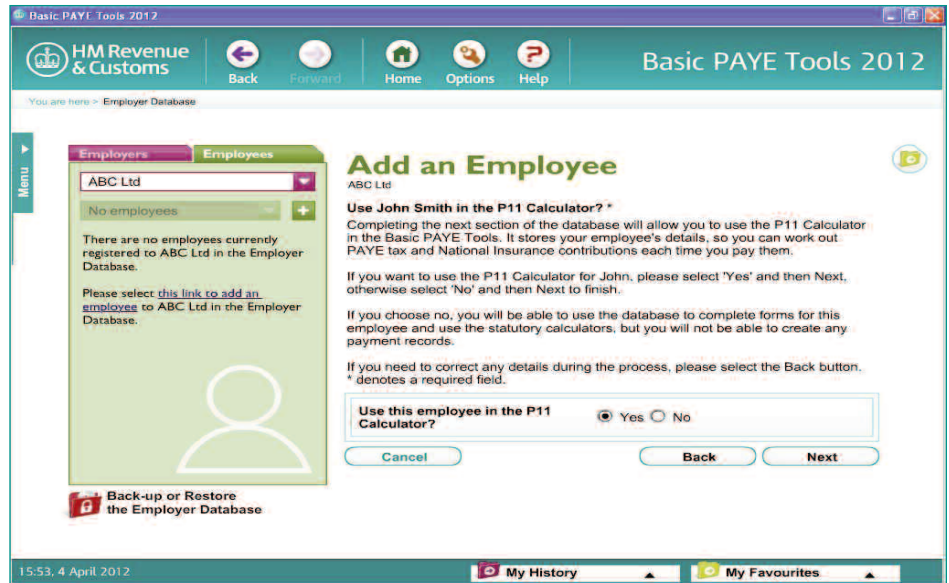 Basic PAYE Tools 2012
HM Revenue
& Customs
Back
Forward
Home
Options
Help
Basic PAYE Tools 2012
You are here > Employer Database
Menu
Employers
Employees
ABC Ltd
No employees
There are no employees currently
registered to ABC Ltd in the Employer
Database.
Please select this link to add an
employee to ABC Ltd in the Employer
Database.
Back-up or Restore
the Employer Database
Add an Employee
ABC Ltd
Use John Smith in the P11 Calculator? *
Completing the next section of the database will allow you to use the P11 Calculator
in the Basic PAYE Tools. It stores your employee's details, so you can work out
PAYE tax and National Insurance contributions each time you pay them.
If you want to use the P11 Calculator for John, please select 'Yes' and then Next,
otherwise select 'No' and then Next to finish.
If you choose no, you will be able to use the database to complete forms for this
employee and use the statutory calculators, but you will not be able to create any
payment records.
If you need to correct any details during the process, please select the Back button.
* denotes a required field.
Use this employee in the P11
Calculator?
Yes
No
Cancel
Back
Next
15:53, 4 April 2012
My History
My Favourites